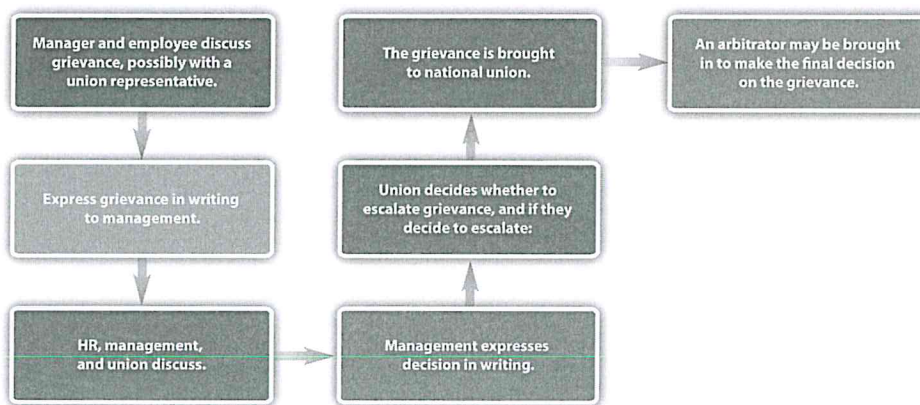 Manager and employee discuss
grievance, possibly with a
union representative.
Express grievance in writing
to management.
HR, management,
and union discuss.
Management expresses
decision in writing.
Union decides whether to
escalate grievance, and if they
decide to escalate:
The grievance is brought
to national union.
An arbitrator may be brought
in to make the final decision
on the grievance.